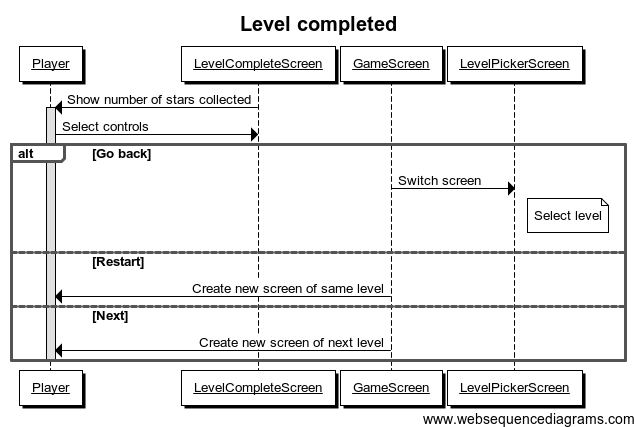 Level completed
Player
LevelCompleteScreen
GameScreen
LevelPickerScreen
Show number of stars collected
Select controls
alt
[Go back]
Switch screen
Select level
[Restart]
Create new screen of same level
[Next]
Create new screen of next level
Player
LevelCompleteScreen
GameScreen
LevelPickerScreen
www.websequencediagrams.com